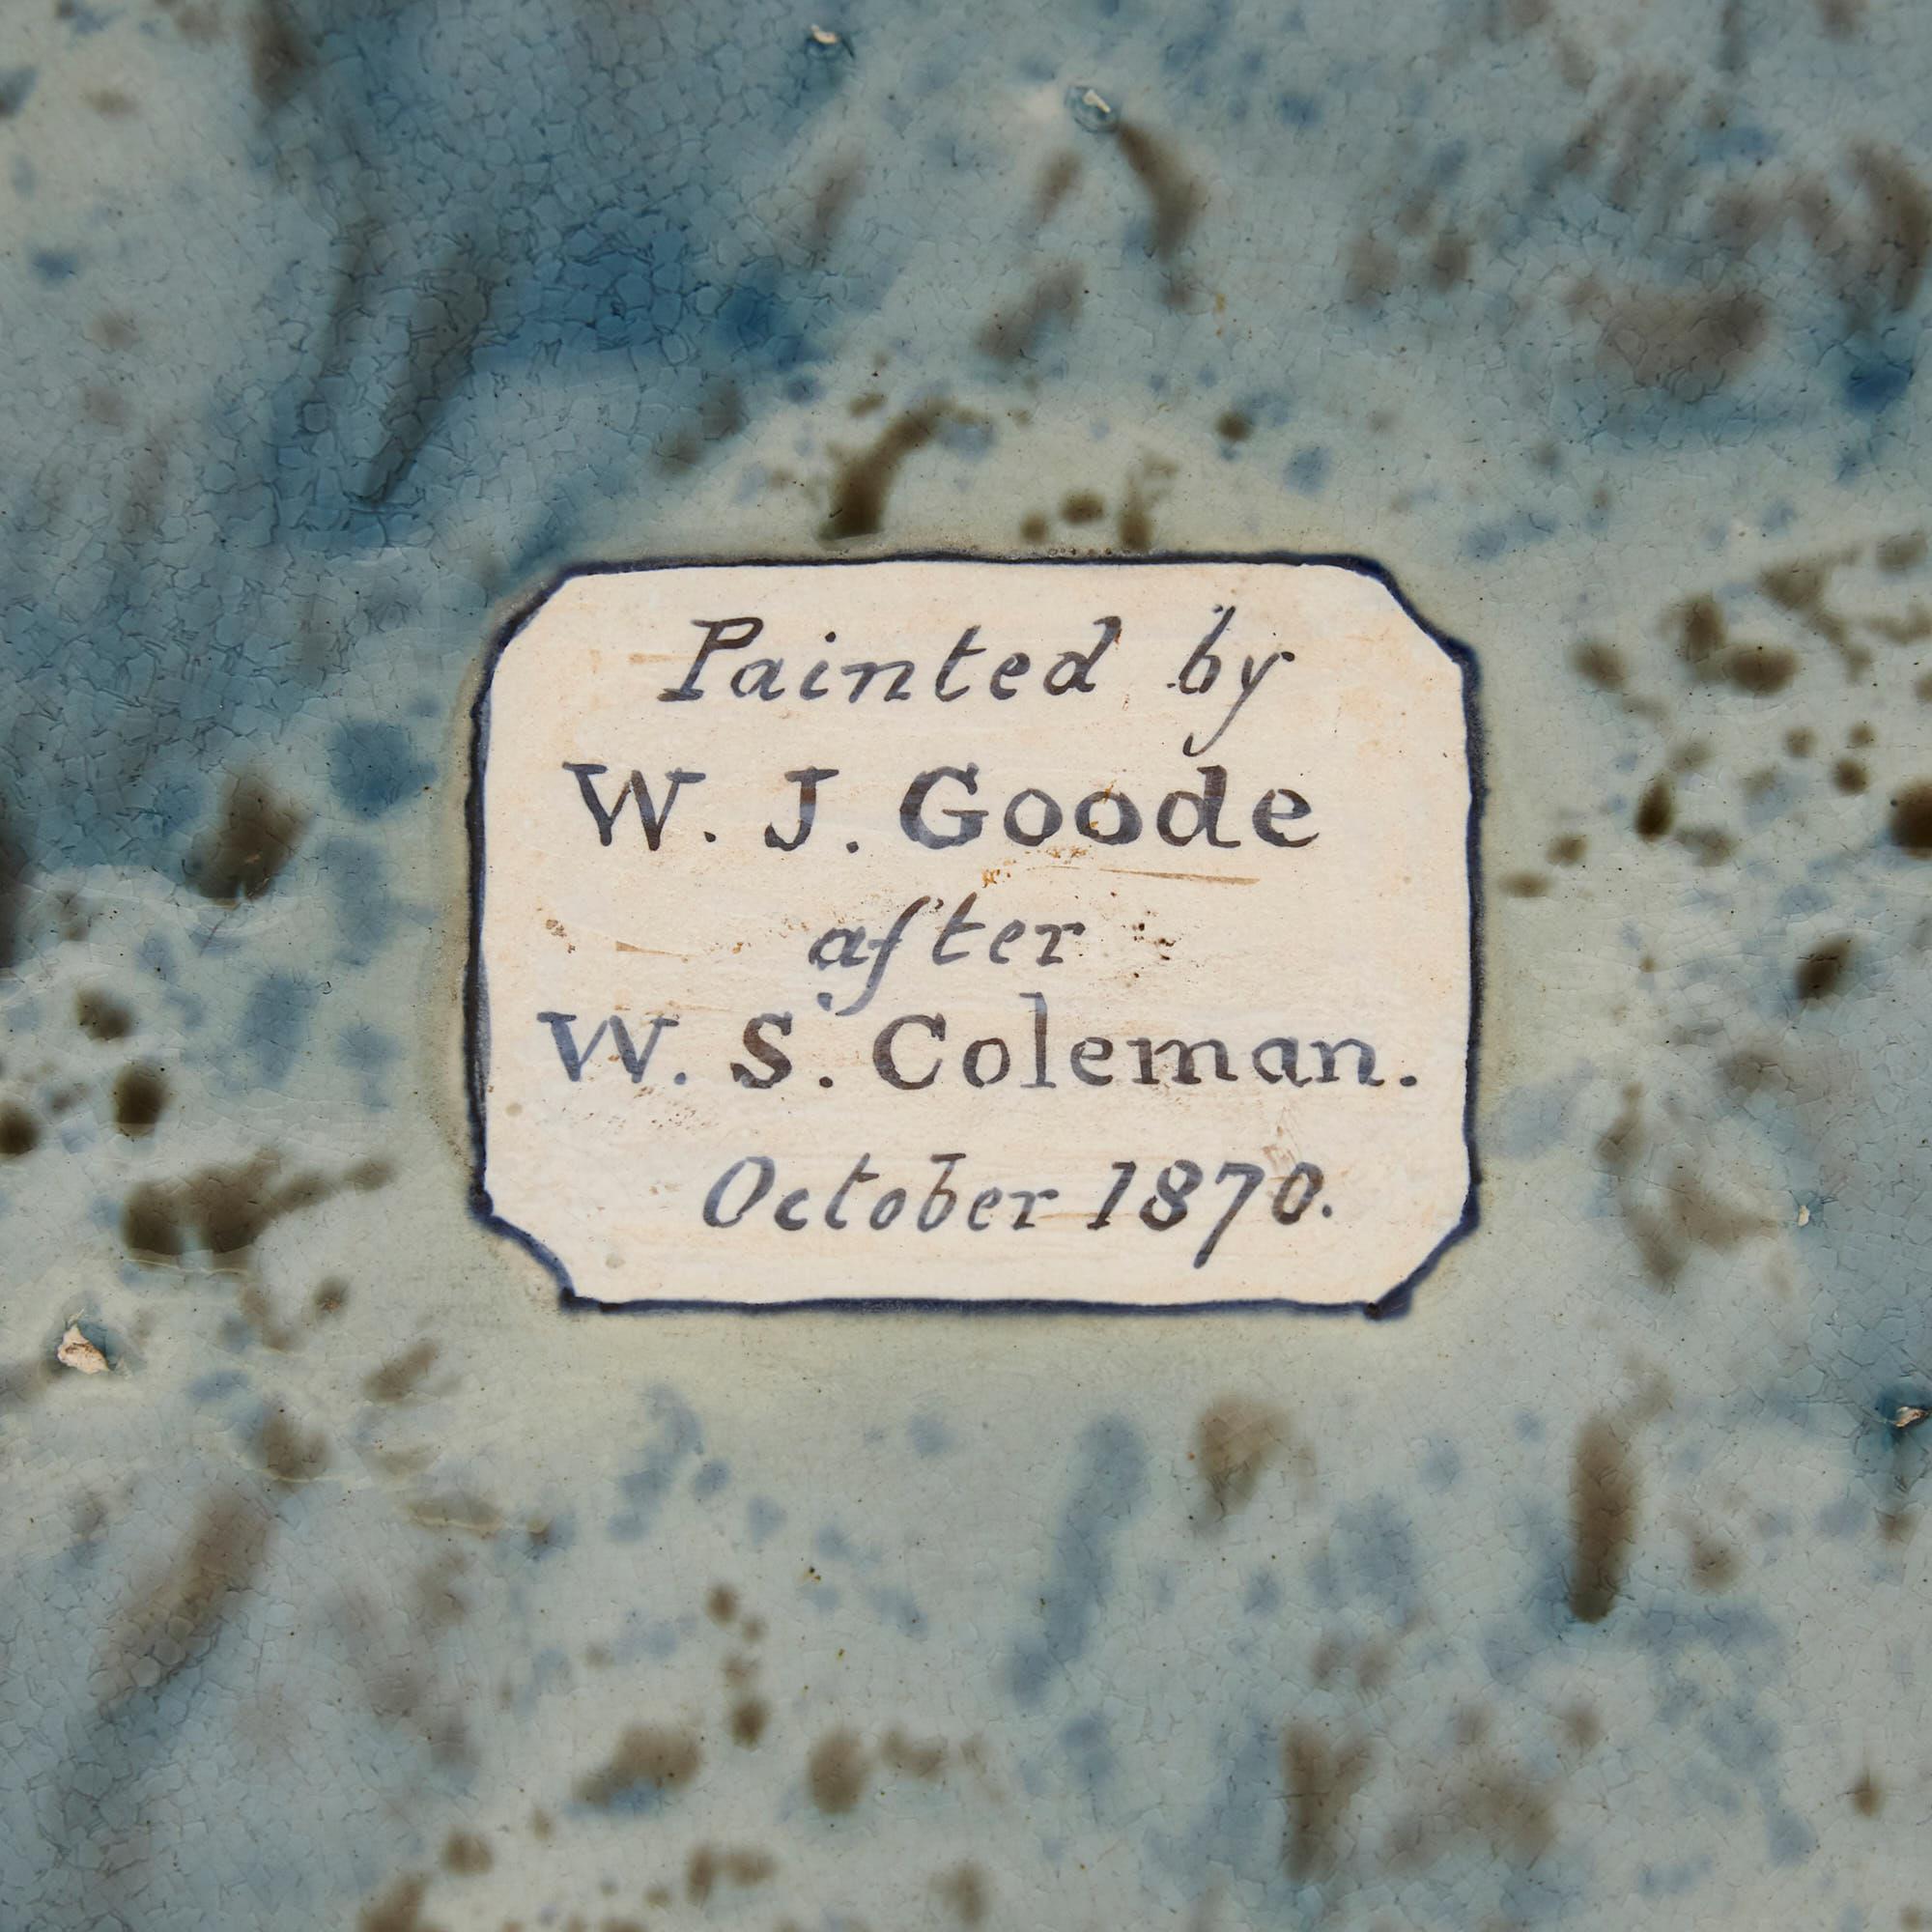 Painted by
W. J. Goode
after
W. S. Coleman.
October 1870.